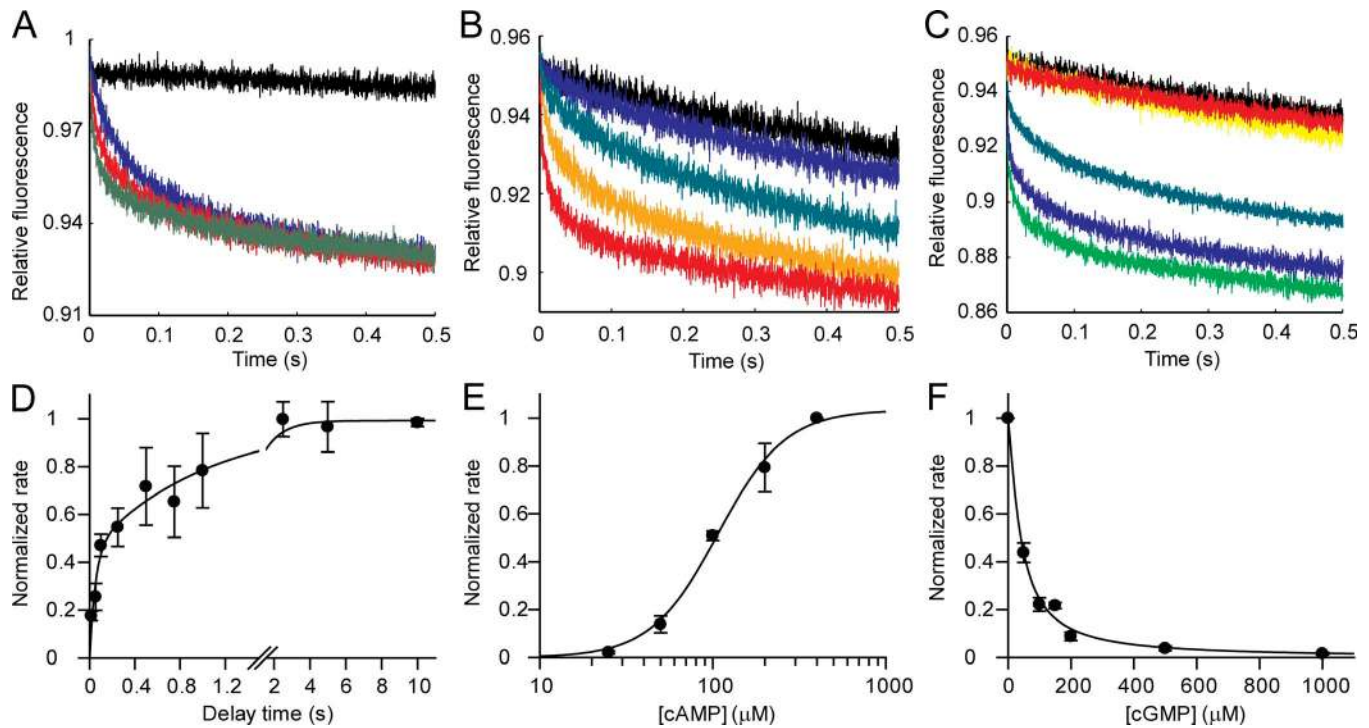 A
Relative fluorescence
1
0.97
0.94
0.91
0 0.1 0.2 0.3 0.4 0.5
Time (s)
B
Relative fluorescence
0.96
0.94
0.92
0.9
0 0.1 0.2 0.3 0.4 0.5
Time (s)
C
Relative fluorescence
0.96
0.94
0.92
0.9
0.88
0.86
0 0.1 0.2 0.3 0.4 0.5
Time (s)
D
Normalized rate
1
0.8
0.6
0.4
0.2
0
0 0.4 0.8 1.2 2 4 6 8 10
Delay time (s)
E
Normalized rate
1
0.8
0.6
0.4
0.2
0
10 100 1000
[cAMP] (μM)
F
Normalized rate
1
0.8
0.6
0.4
0.2
0
0 200 400 600 800 1000
[cGMP] (μM)